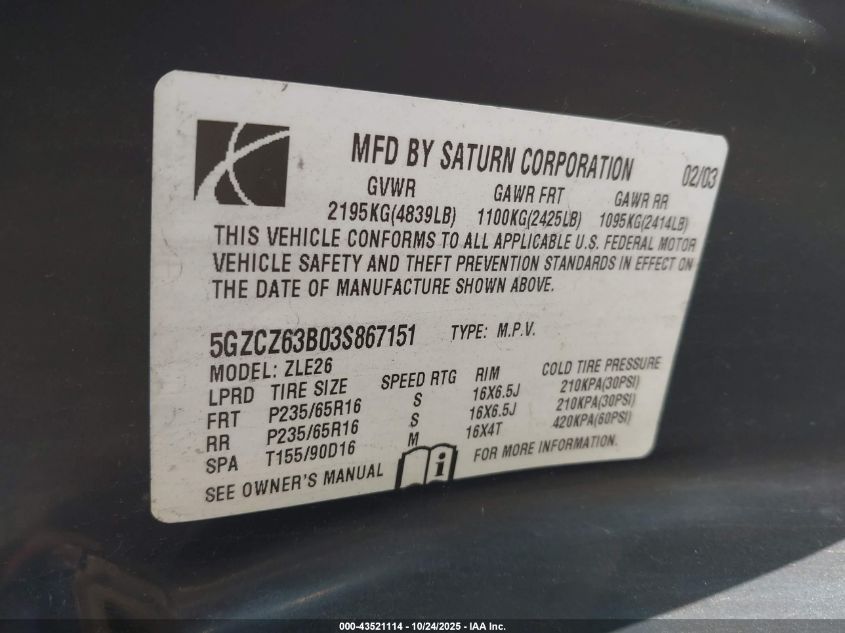 MFD BY SATURN CORPORATION 02/03
GVWR GAWR FRT GAWR RR
2195KG(4839LB) 1100KG(2425LB) 1095KG(2414LB)
THIS VEHICLE CONFORMS TO ALL APPLICABLE U.S. FEDERAL MOTOR
VEHICLE SAFETY AND THEFT PREVENTION STANDARDS IN EFFECT ON
THE DATE OF MANUFACTURE SHOWN ABOVE.
5GZCZ63B03S867151 TYPE: M.P.V.
MODEL: ZLE26
LPRD TIRE SIZE SPEED RTG RIM COLD TIRE PRESSURE
FRT P235/65R16 S 16X6.5J 210KPA(30PSI)
RR P235/65R16 S 16X6.5J 210KPA(30PSI)
SPA T155/90D16 M 16X4T 420KPA(60PSI)
SEE OWNER'S MANUAL i FOR MORE INFORMATION.
000-43521114 - 10/24/2025 - IAA Inc.